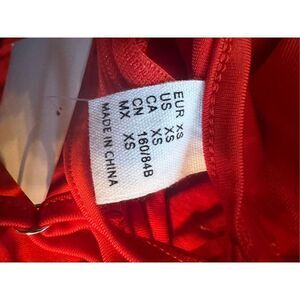 EUR XS
US XS
CA XS
CN 160/84B
MX XS
MADE IN CHINA